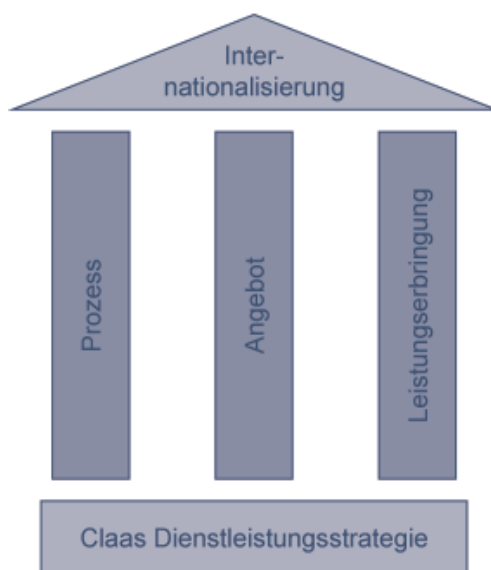 Inter-
nationalisierung
Prozess
Angebot
Leistungserbringung
Claas Dienstleistungsstrategie